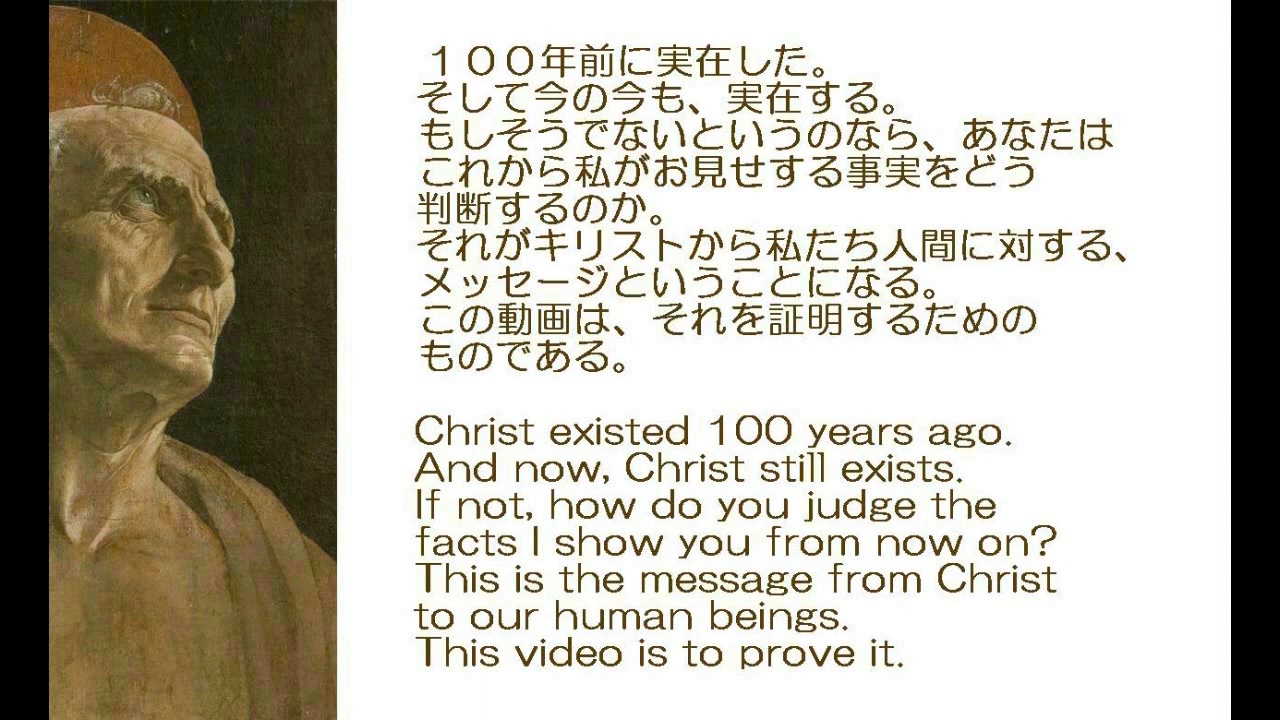 １００年前に実在した。
そして今の今も、実在する。
もしそうでないというのなら、あなたは
これから私がお見せする事実をどう
判断するのか。
それがキリストから私たち人間に対する、
メッセージということになる。
この動画は、それを証明するための
ものである。
Christ existed 100 years ago.
And now, Christ still exists.
If not, how do you judge the
facts I show you from now on?
This is the message from Christ
to our human beings.
This video is to prove it.